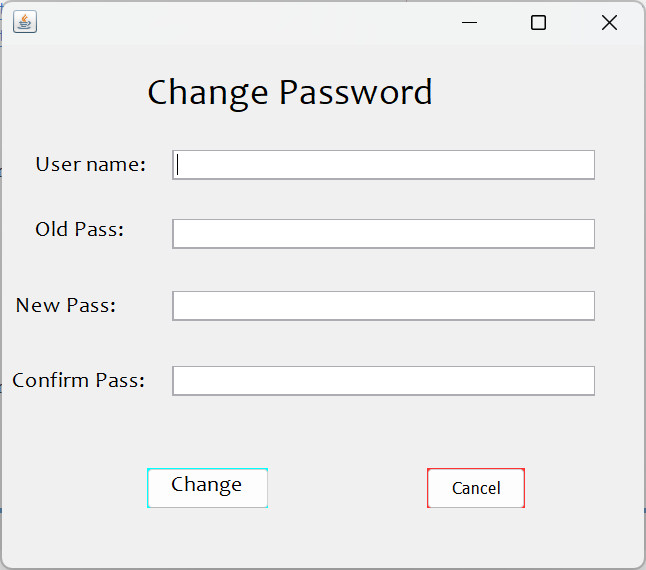 Change Password
User name:
Old Pass:
New Pass:
Confirm Pass:
Change
Cancel